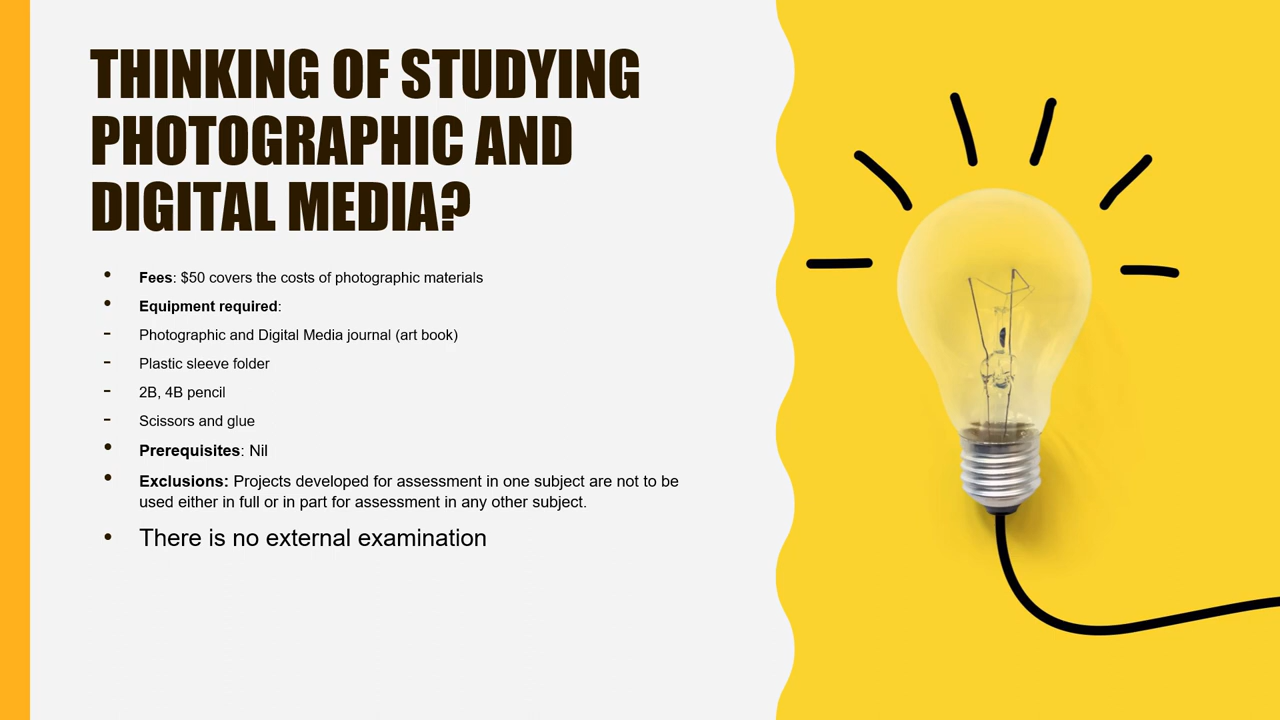 THINKING OF STUDYING
PHOTOGRAPHIC AND
DIGITAL MEDIA?
• Fees: $50 covers the costs of photographic materials
• Equipment required:
- Photographic and Digital Media journal (art book)
- Plastic sleeve folder
- 2B, 4B pencil
- Scissors and glue
• Prerequisites: Nil
• Exclusions: Projects developed for assessment in one subject are not to be
used either in full or in part for assessment in any other subject.
• There is no external examination